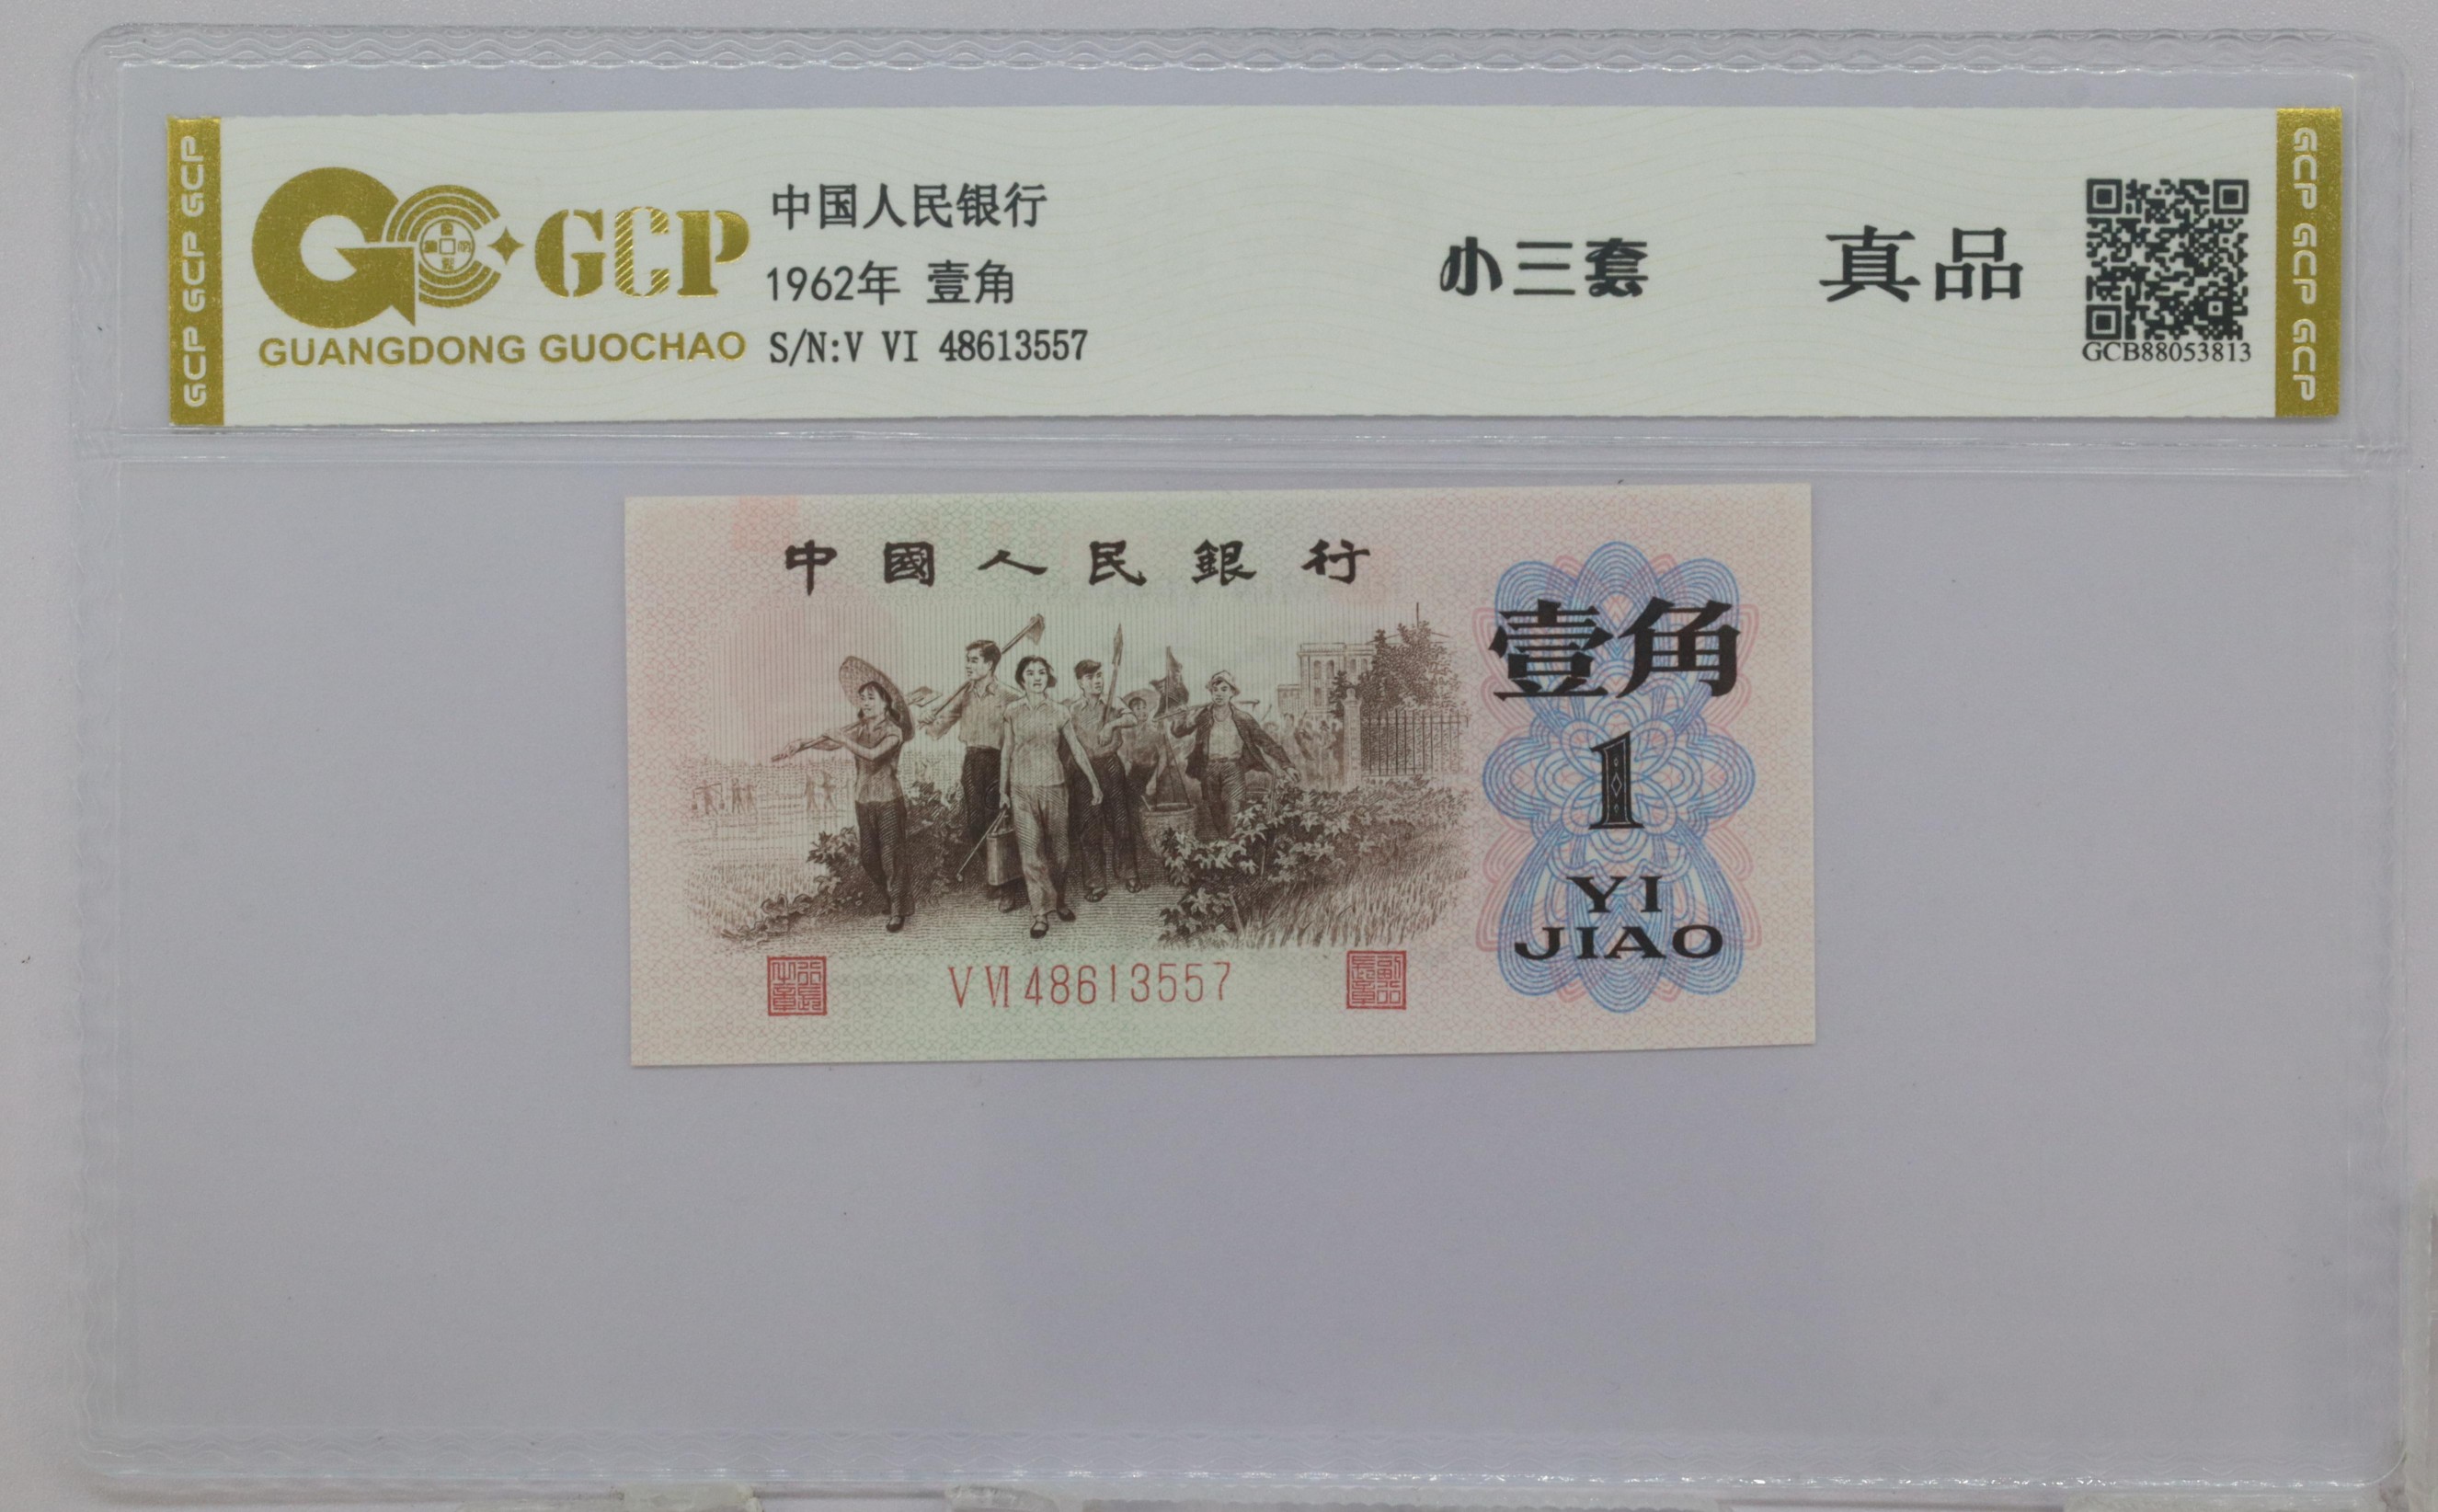 GCP GCP GCP
GCP
GUANGDONG GUOCHAO
中国人民银行
1962年 壹角
S/N:V VI 48613557
小三套
真品
GCB88053813
GCP GCP GCP
中國人民銀行
壹角
1
YI
JIAO
V VI 48613557